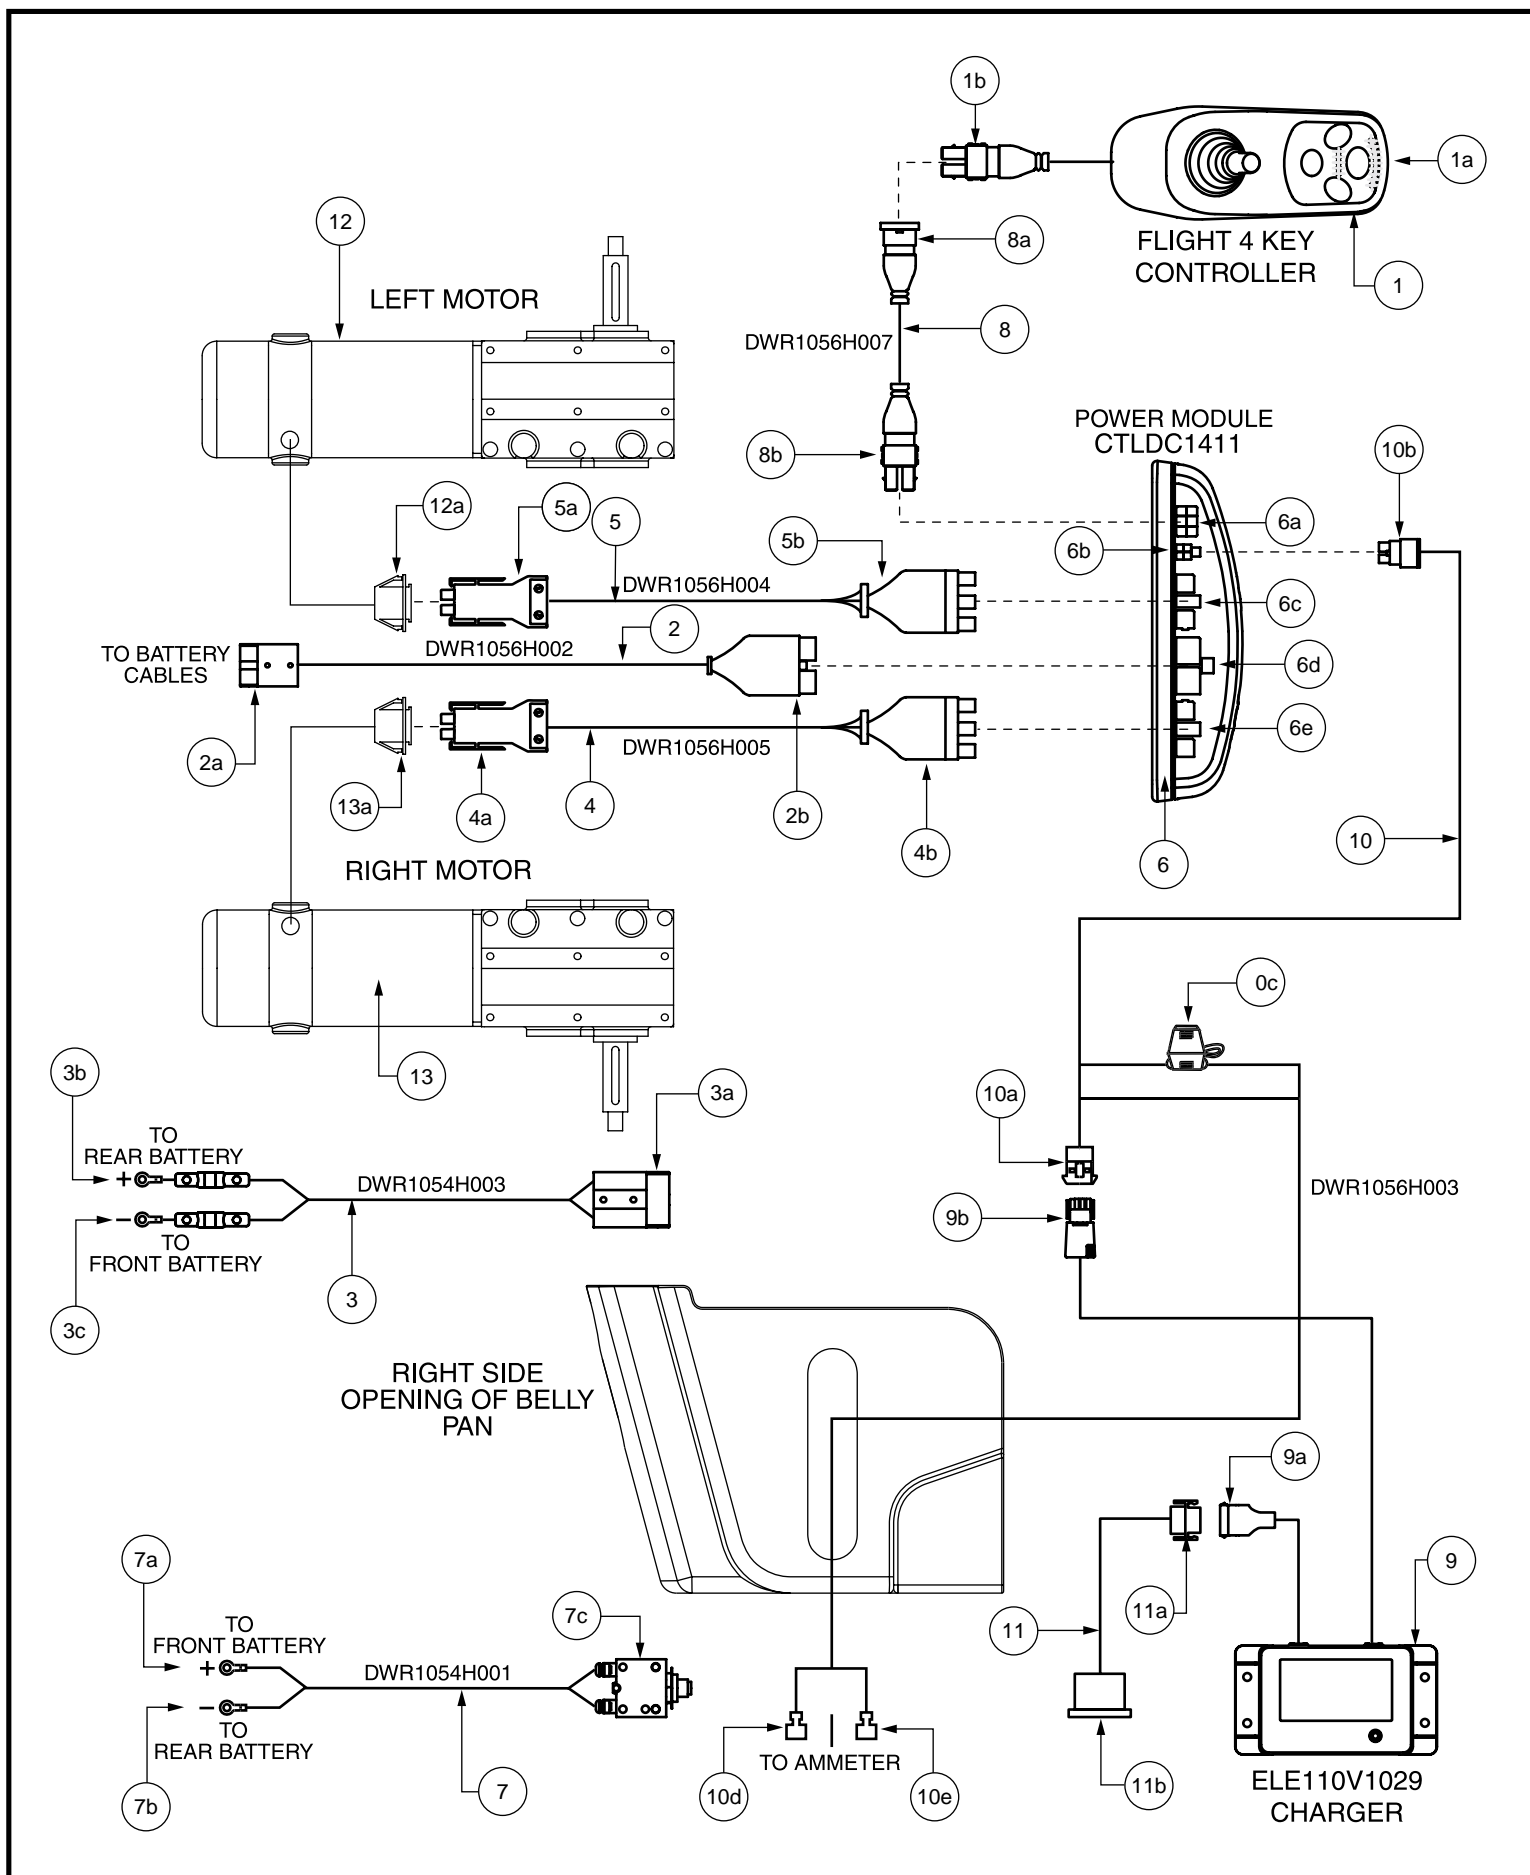 1b
1a
FLIGHT 4 KEY
CONTROLLER
1
12
8a
LEFT MOTOR
8
DWR1056H007
POWER MODULE
CTLDC1411
8b
10b
12a
5a
5
5b
6a
6b
DWR1056H004
6c
2
DWR1056H002
TO BATTERY
CABLES
6d
6e
DWR1056H005
2a
13a
4a
4
2b
4b
6
10
RIGHT MOTOR
0c
13
3b
3a
10a
TO
REAR BATTERY
+
DWR1054H003
DWR1056H003
−
9b
TO
FRONT BATTERY
3
3c
RIGHT SIDE
OPENING OF BELLY
PAN
9a
7a
9
11a
7c
11
TO
FRONT BATTERY
+
DWR1054H001
−
TO
REAR BATTERY
TO AMMETER
7b
7
10d
10e
11b
ELE110V1029
CHARGER